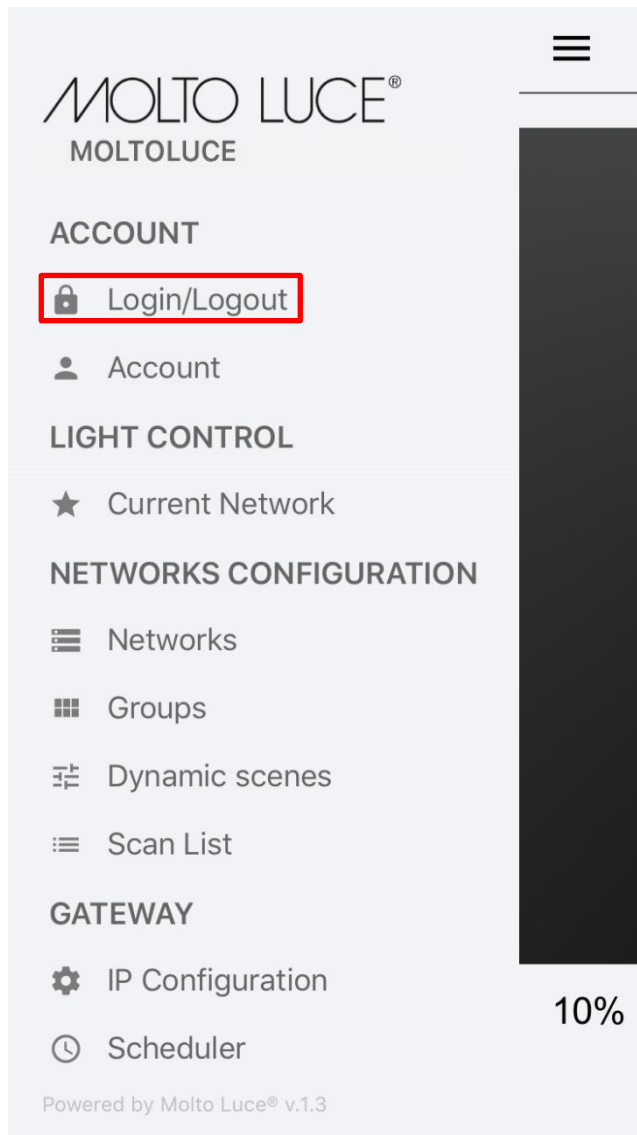 MOLTO LUCE®
MOLTOLUCE
ACCOUNT
Login/Logout
Account
LIGHT CONTROL
Current Network
NETWORKS CONFIGURATION
Networks
Groups
Dynamic scenes
Scan List
GATEWAY
IP Configuration
Scheduler
Powered by Molto Luce® v.1.3
10%